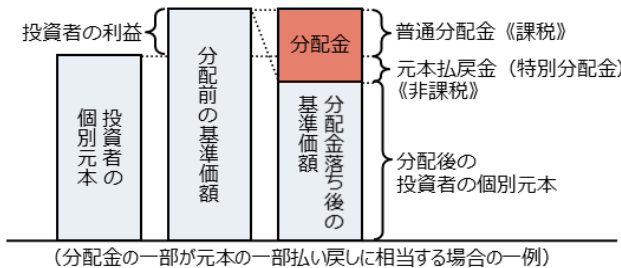 投資者の利益
投資者の
個別元本
分配前の基準価額
分配金
分配金落ち後の
基準価額
普通分配金《課税》
元本払戻金（特別分配金）
《非課税》
分配後の
投資者の個別元本
（分配金の一部が元本の一部払い戻しに相当する場合の一例）